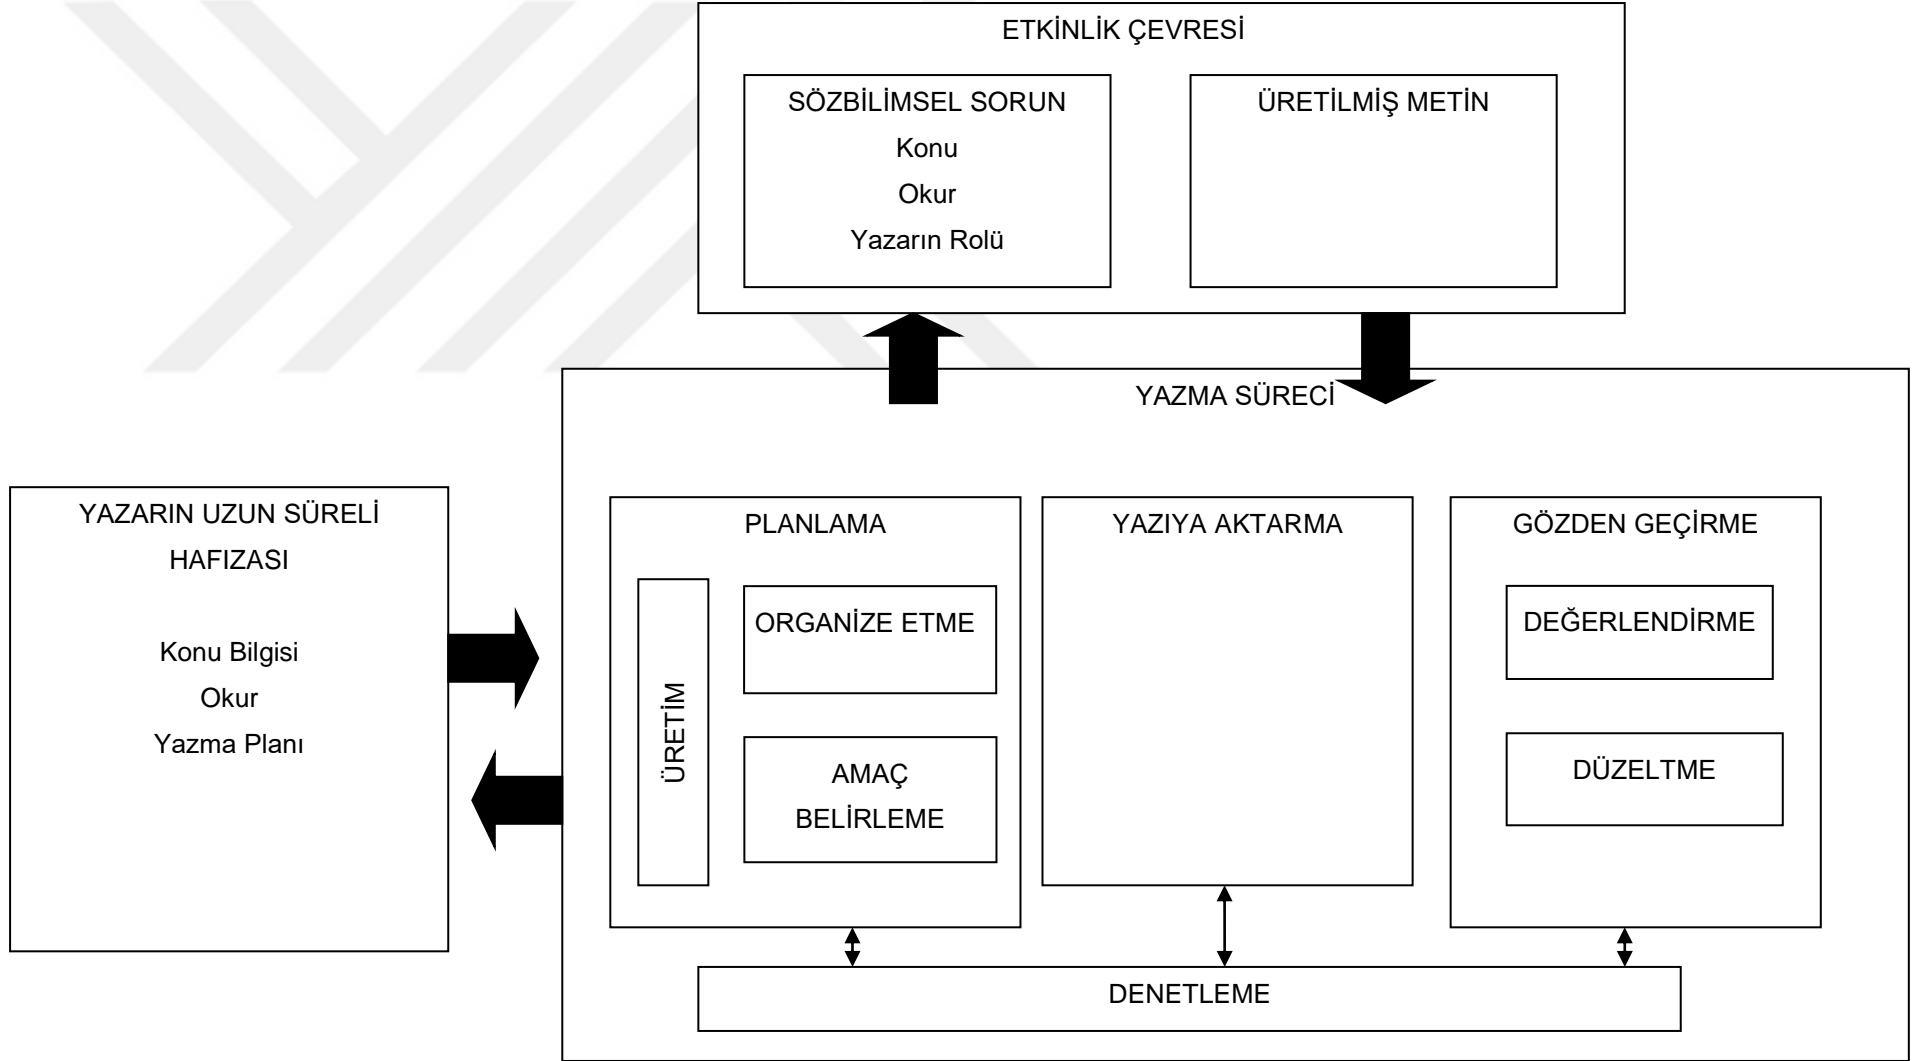 ETKİNLİK ÇEVRESİ
SÖZBİLİMSEL SORUN
Konu
Okur
Yazarın Rolü
ÜRETİLMİŞ METİN
YAZMA SÜRECİ
YAZARIN UZUN SÜRELİ
HAFIZASI
Konu Bilgisi
Okur
Yazma Planı
PLANLAMA
ÜRETİM
ORGANİZE ETME
AMAÇ
BELİRLEME
YAZIYA AKTARMA
GÖZDEN GEÇİRME
DEĞERLENDİRME
DÜZELTME
DENETLEME